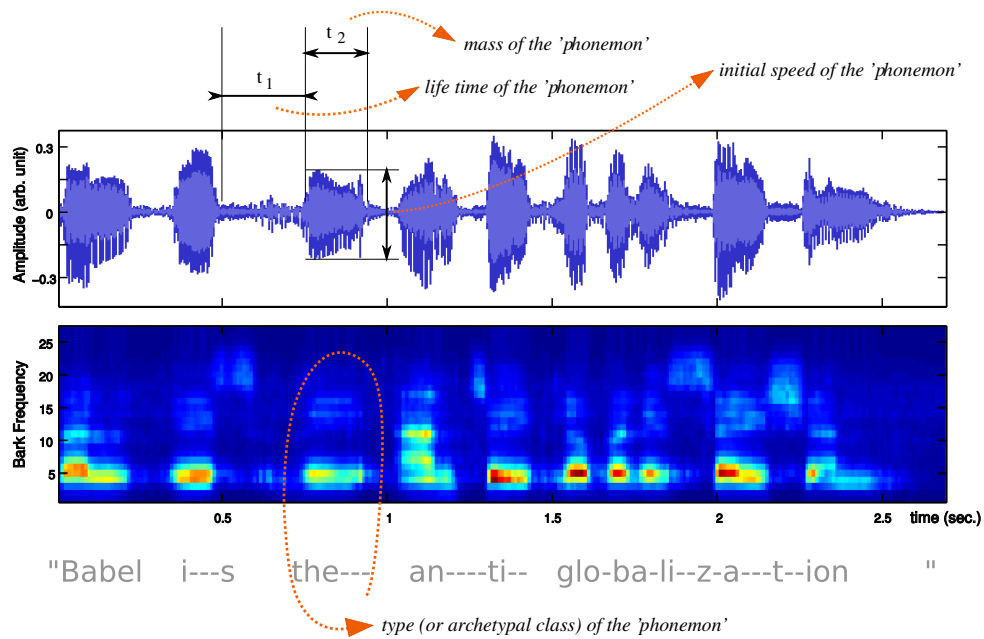 t2
mass of the 'phonemon'
initial speed of the 'phonemon'
t1
life time of the 'phonemon'
Amplitude (arb. unit)
0.3
0
−0.3
Bark Frequency
25
20
15
10
5
0.5 1 1.5 2 2.5 time (sec.)
"Babel i---s the--- an----ti-- glo-ba-li--z-a---t--ion "
type (or archetypal class) of the 'phonemon'